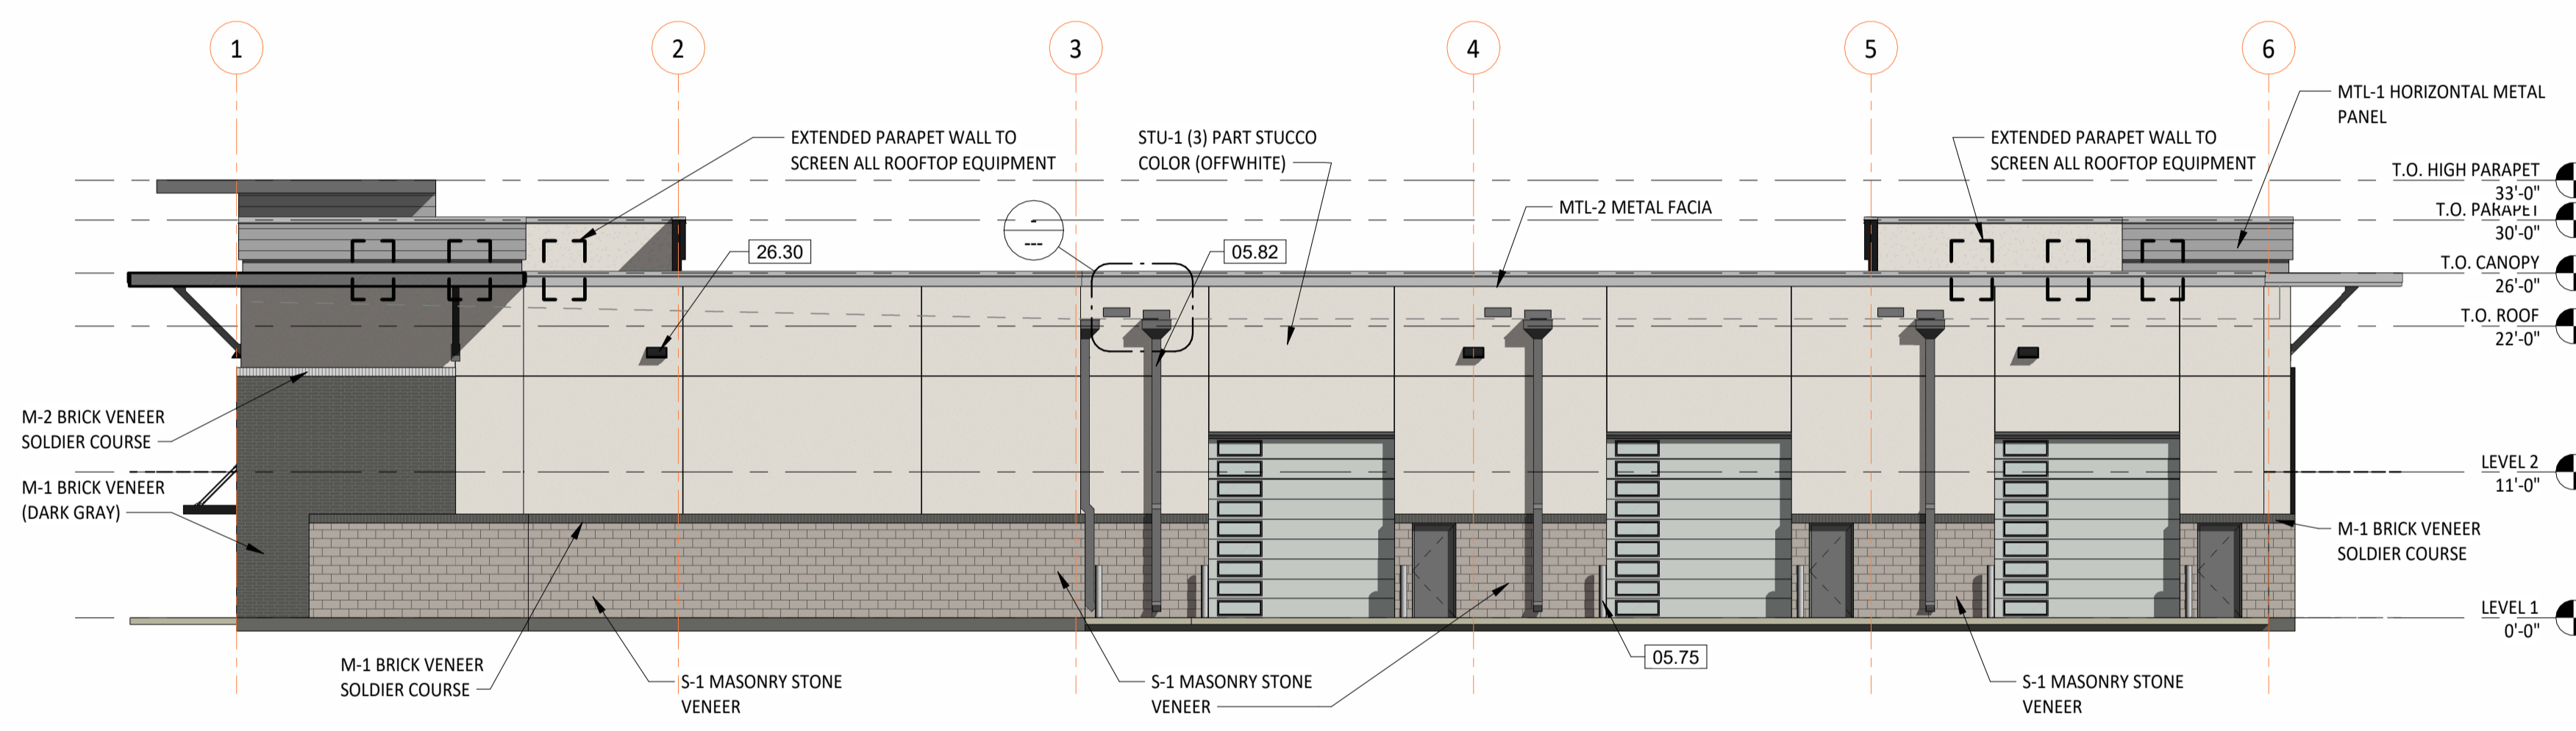 1
2
3
4
5
6
MTL-1 HORIZONTAL METAL
PANEL
EXTENDED PARAPET WALL TO
SCREEN ALL ROOFTOP EQUIPMENT
STU-1 (3) PART STUCCO
COLOR (OFFWHITE)
EXTENDED PARAPET WALL TO
SCREEN ALL ROOFTOP EQUIPMENT
T.O. HIGH PARAPET
33'-0"
MTL-2 METAL FACIA
T.O. PARAPET
30'-0"
-
---
26.30
05.82
T.O. CANOPY
26'-0"
T.O. ROOF
22'-0"
M-2 BRICK VENEER
SOLDIER COURSE
LEVEL 2
11'-0"
M-1 BRICK VENEER
(DARK GRAY)
M-1 BRICK VENEER
SOLDIER COURSE
LEVEL 1
0'-0"
M-1 BRICK VENEER
SOLDIER COURSE
S-1 MASONRY STONE
VENEER
S-1 MASONRY STONE
VENEER
05.75
S-1 MASONRY STONE
VENEER